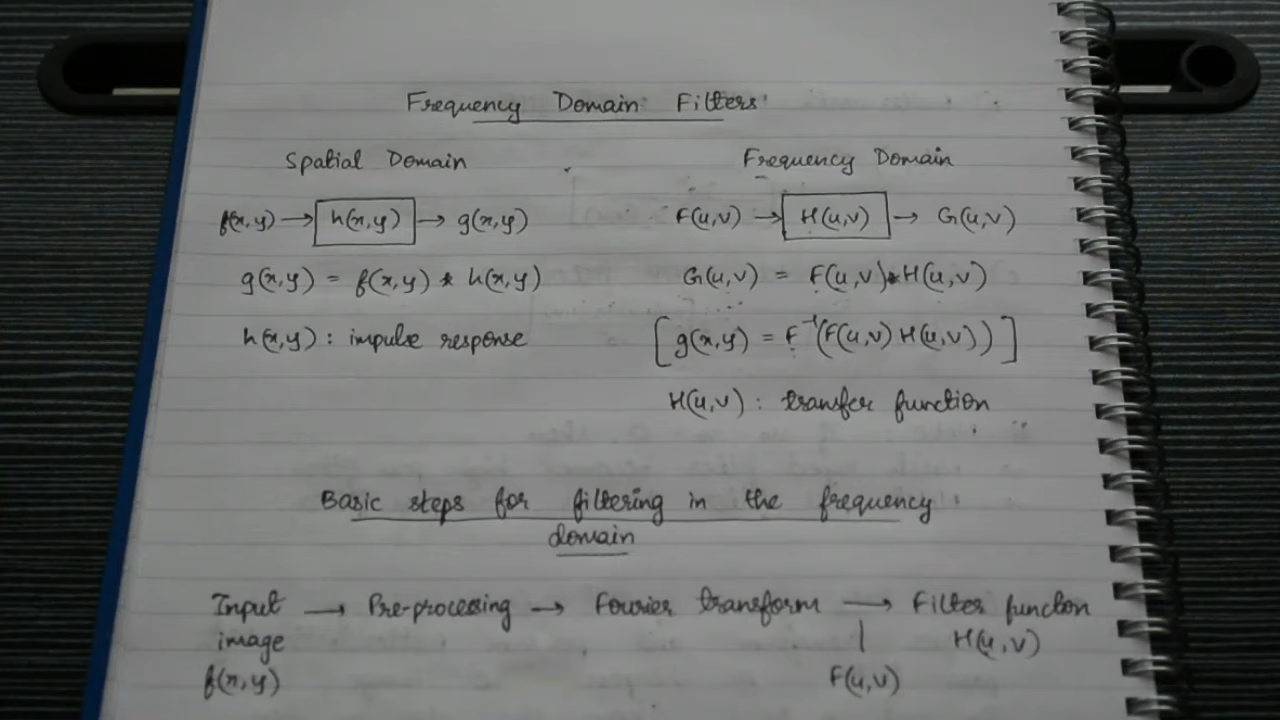 Frequency Domain Filters
Spatial Domain
f(x,y) → h(x,y) → g(x,y)
g(x,y) = f(x,y) * h(x,y)
h(x,y) : impulse response
Frequency Domain
F(u,v) → H(u,v) → G(u,v)
G(u,v) = F(u,v)*H(u,v)
[g(x,y) = F⁻¹(F(u,v) H(u,v))]
H(u,v) : transfer function
Basic steps for filtering in the frequency
domain
Input → Pre-processing → Fourier transform → Filter function
image | H(u,v)
f(x,y) F(u,v)